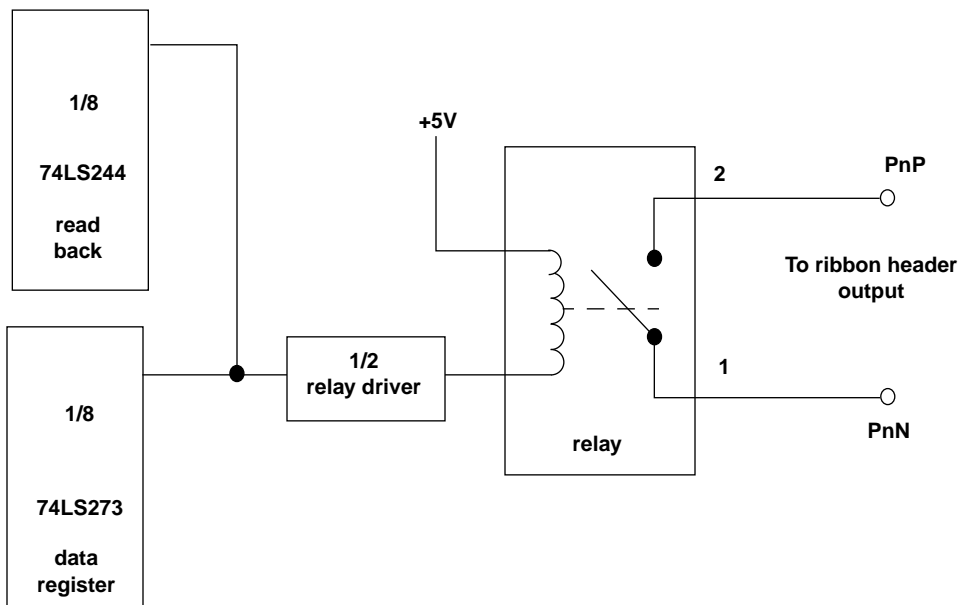 1/8
74LS244
read
back
1/8
74LS273
data
register
1/2
relay driver
+5V
relay
2
1
PnP
To ribbon header
output
PnN